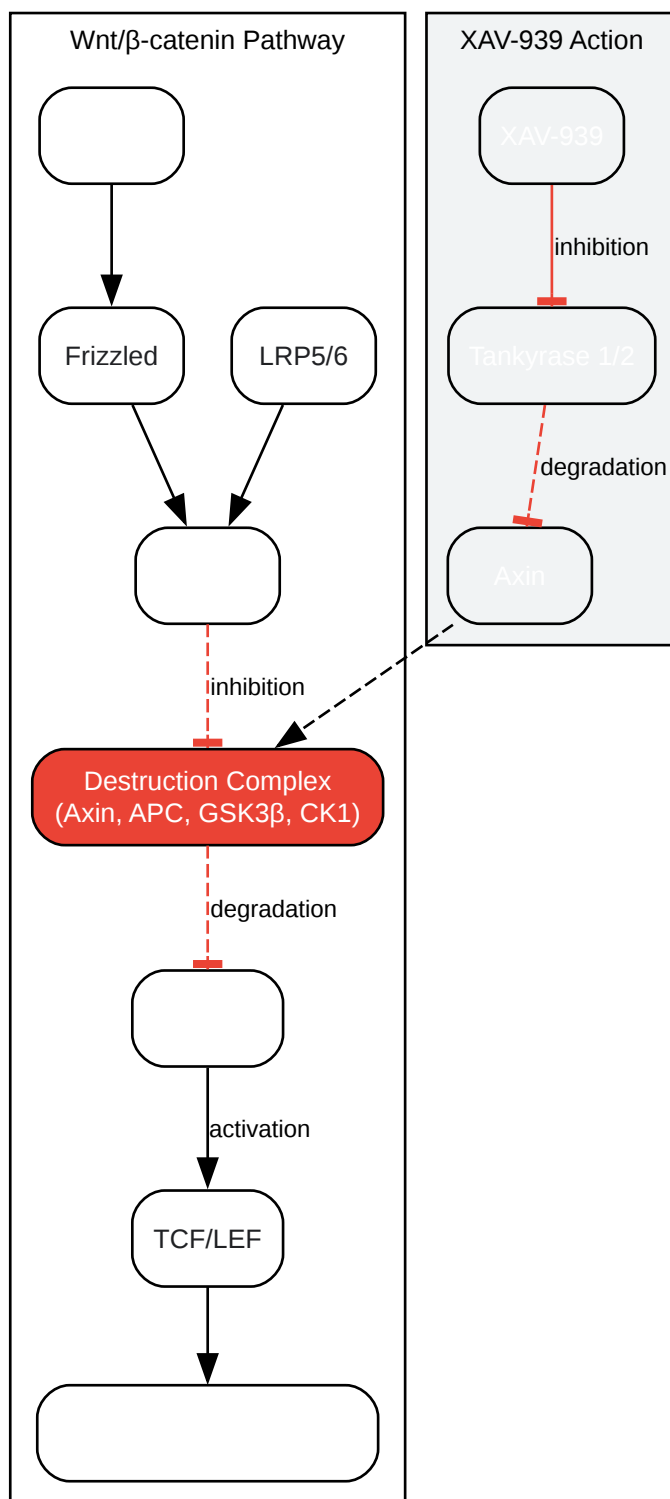 Wnt/β-catenin Pathway
XAV-939 Action
XAV-939
inhibition
Frizzled
LRP5/6
Tankyrase 1/2
degradation
Axin
inhibition
Destruction Complex
(Axin, APC, GSK3β, CK1)
degradation
activation
TCF/LEF